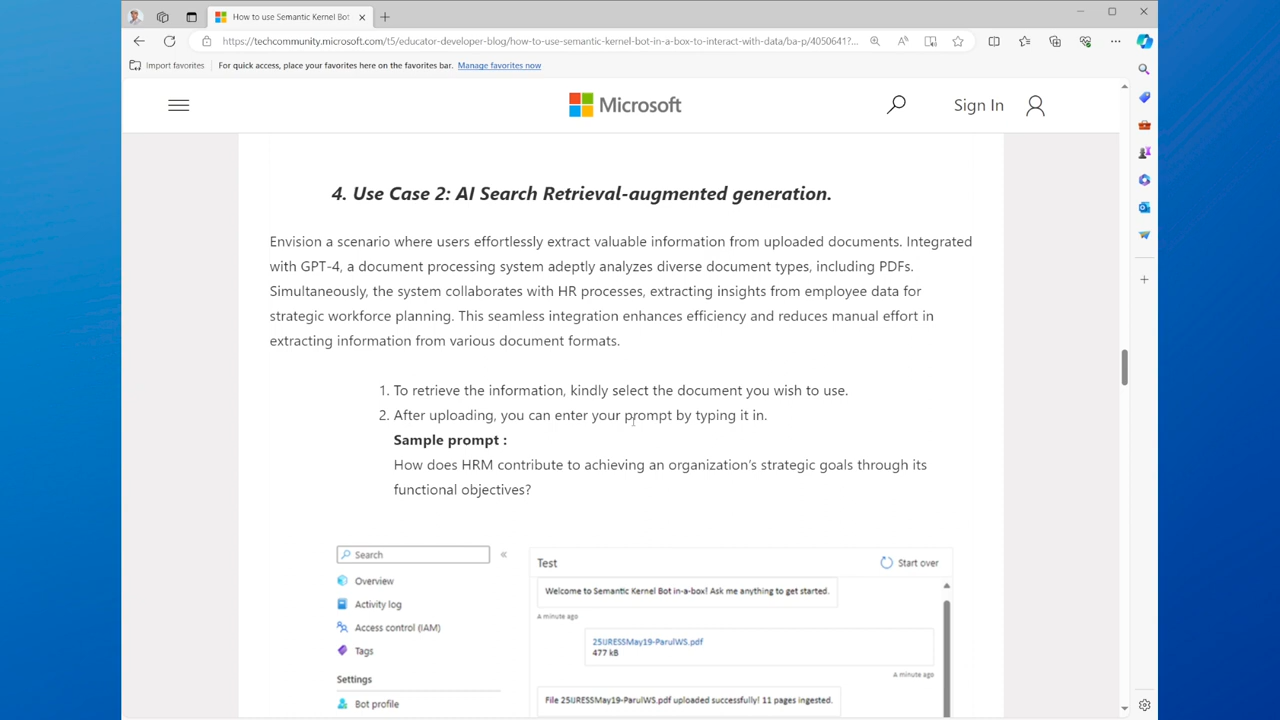 How to use Semantic Kernel Bot
https://techcommunity.microsoft.com/t5/educator-developer-blog/how-to-use-semantic-kernel-bot-in-a-box-to-interact-with-data/ba-p/4050641?...
Import favorites
For quick access, place your favorites here on the favorites bar. Manage favorites now
Microsoft
Sign In
4. Use Case 2: AI Search Retrieval-augmented generation.
Envision a scenario where users effortlessly extract valuable information from uploaded documents. Integrated
with GPT-4, a document processing system adeptly analyzes diverse document types, including PDFs.
Simultaneously, the system collaborates with HR processes, extracting insights from employee data for
strategic workforce planning. This seamless integration enhances efficiency and reduces manual effort in
extracting information from various document formats.
1. To retrieve the information, kindly select the document you wish to use.
2. After uploading, you can enter your prompt by typing it in.
Sample prompt :
How does HRM contribute to achieving an organization's strategic goals through its
functional objectives?
Search
Overview
Activity log
Access control (IAM)
Tags
Settings
Bot profile
Test
Start over
Welcome to Semantic Kernel Bot in-a-box! Ask me anything to get started.
A minute ago
25IJRESSMay19-ParulWS.pdf
477 kB
A minute ago
File 25IJRESSMay19-ParulWS.pdf uploaded successfully! 11 pages ingested.